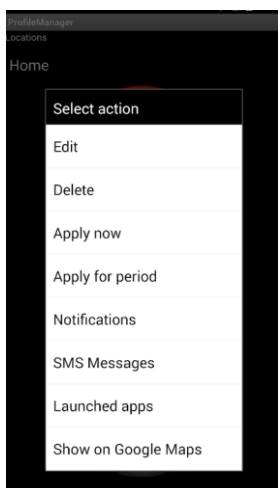 ProfileManager
Locations
Home
Select action
Edit
Delete
Apply now
Apply for period
Notifications
SMS Messages
Launched apps
Show on Google Maps